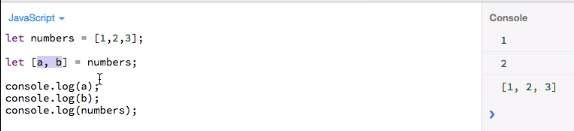 JavaScript
Console
let numbers = [1,2,3];
let [a, b] = numbers;
console.log(a);
console.log(b);
console.log(numbers);
1
2
[1, 2, 3]